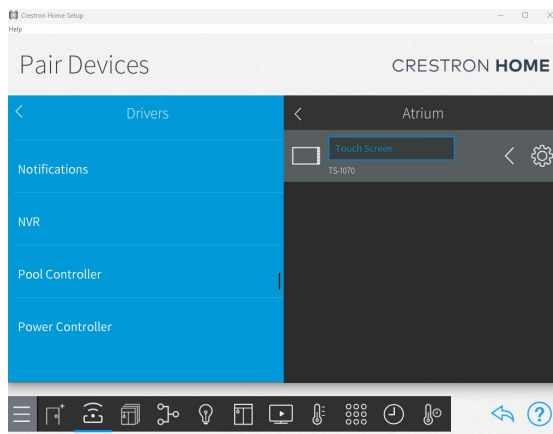 Crestron Home Setup
Help
Pair Devices
CRESTRON HOME
Drivers
Atrium
Touch Screen
TS-1070
Notifications
NVR
Pool Controller
Power Controller
?